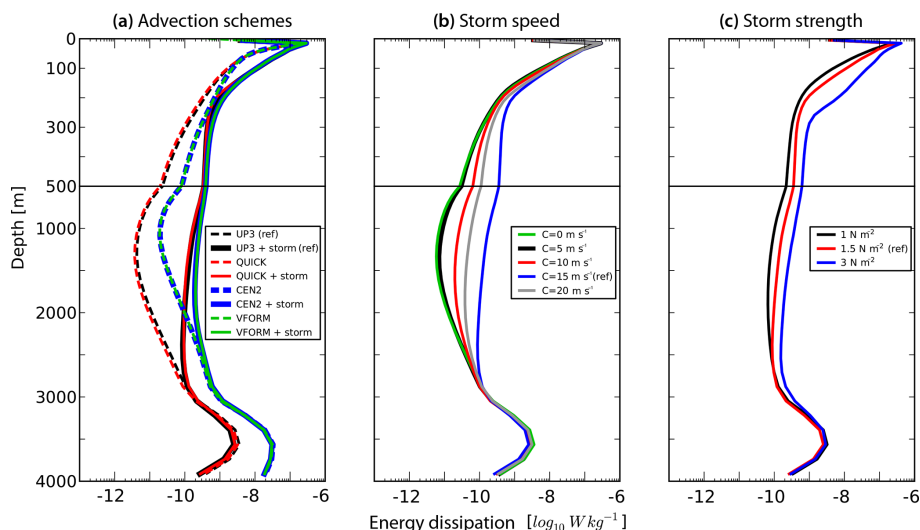 (a) Advection schemes
(b) Storm speed
(c) Storm strength
Depth [m]
0
100
300
500
1000
2000
3000
4000
UP3 (ref)
UP3 + storm (ref)
QUICK
QUICK + storm
CEN2
CEN2 + storm
VFORM
VFORM + storm
C=0 m s⁻¹
C=5 m s⁻¹
C=10 m s⁻¹
C=15 m s⁻¹(ref)
C=20 m s⁻¹
1 N m²
1.5 N m² (ref)
3 N m²
-12 -10 -8 -6 -12 -10 -8 -6 -12 -10 -8 -6
Energy dissipation [log₁₀ W kg⁻¹]